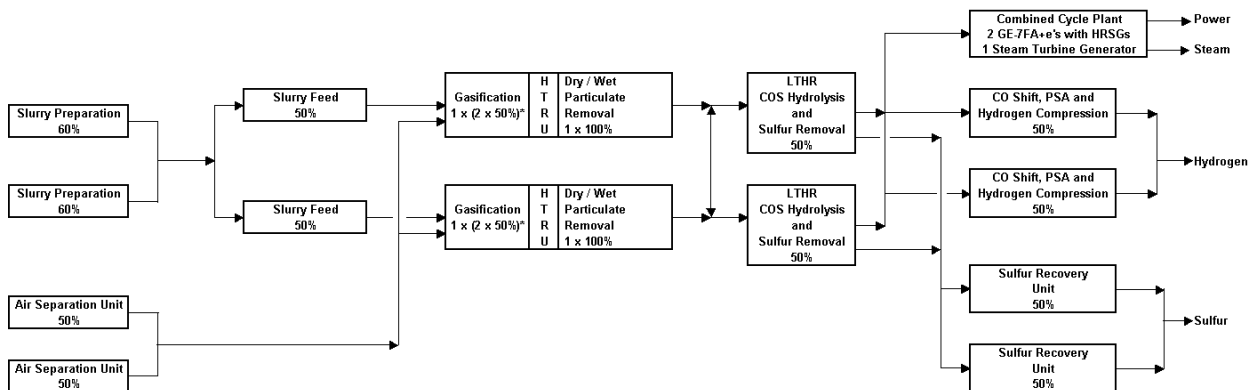 Slurry Preparation
60%
Slurry Preparation
60%
Air Separation Unit
50%
Air Separation Unit
50%
Slurry Feed
50%
Slurry Feed
50%
Gasification
1 x (2 x 50%)*
H
T
R
U
Dry / Wet
Particulate
Removal
1 x 100%
Gasification
1 x (2 x 50%)*
H
T
R
U
Dry / Wet
Particulate
Removal
1 x 100%
LTHR
COS Hydrolysis
and
Sulfur Removal
50%
LTHR
COS Hydrolysis
and
Sulfur Removal
50%
Combined Cycle Plant
2 GE-7FA+e's with HRSGs
1 Steam Turbine Generator
Power
Steam
CO Shift, PSA and
Hydrogen Compression
50%
CO Shift, PSA and
Hydrogen Compression
50%
Hydrogen
Sulfur Recovery
Unit
50%
Sulfur Recovery
Unit
50%
Sulfur